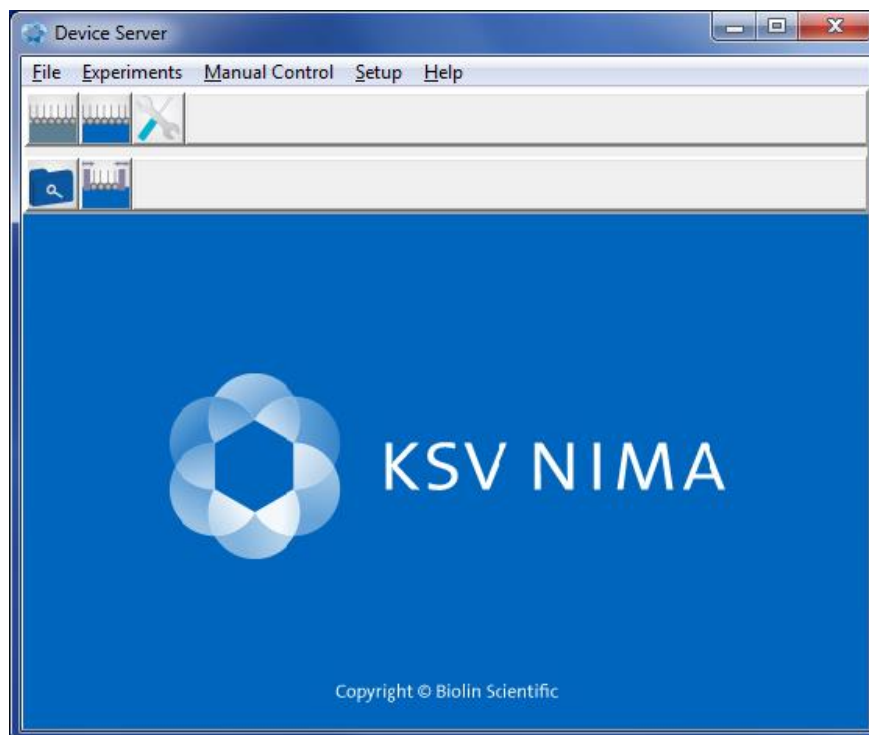 Device Server
File Experiments Manual Control Setup Help
KSV NIMA
Copyright © Biolin Scientific